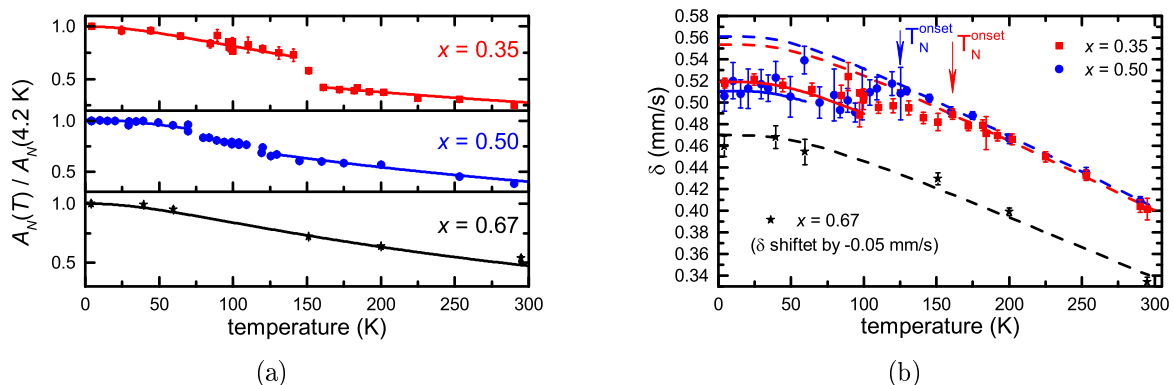 A_N(T) / A_N(4.2 K)
1.0
0.5
x = 0.35
1.0
0.5
x = 0.50
1.0
0.5
x = 0.67
0 50 100 150 200 250 300
temperature (K)
(a)
δ (mm/s)
0.58
0.56
0.54
0.52
0.50
0.48
0.46
0.44
0.42
0.40
0.38
0.36
0.34
T_N^onset T_N^onset
x = 0.35
x = 0.50
x = 0.67
(δ shiftet by -0.05 mm/s)
0 50 100 150 200 250 300
temperature (K)
(b)